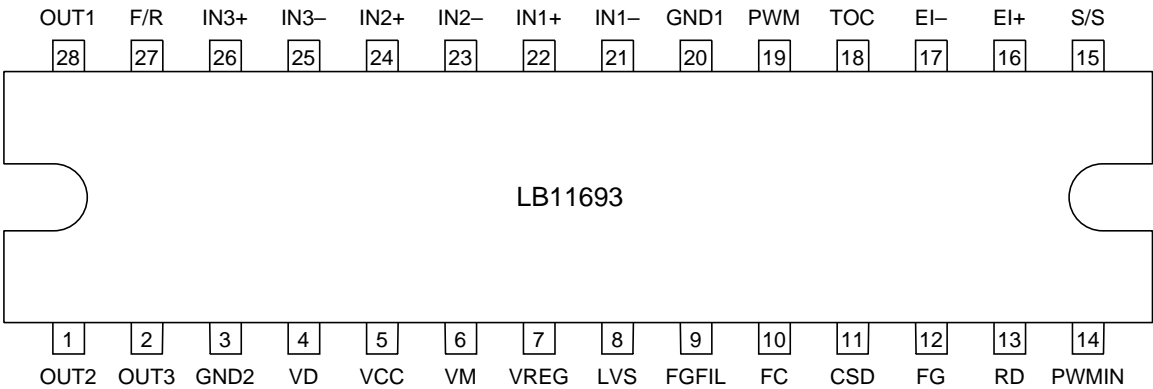 OUT1 F/R IN3+ IN3– IN2+ IN2– IN1+ IN1– GND1 PWM TOC EI– EI+ S/S
28 27 26 25 24 23 22 21 20 19 18 17 16 15
LB11693
1 2 3 4 5 6 7 8 9 10 11 12 13 14
OUT2 OUT3 GND2 VD VCC VM VREG LVS FGFIL FC CSD FG RD PWMIN